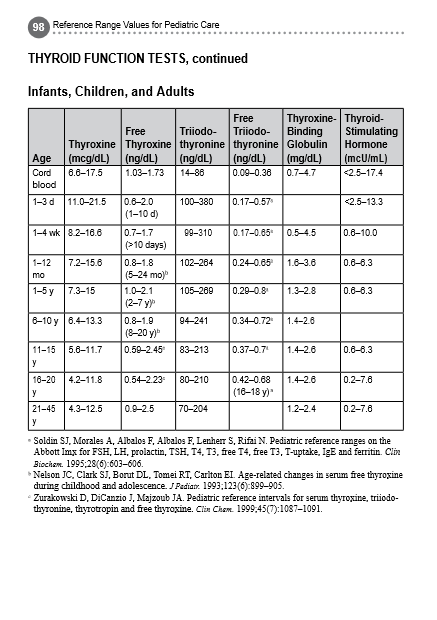 98 Reference Range Values for Pediatric Care
THYROID FUNCTION TESTS, continued
Infants, Children, and Adults
Age Thyroxine (mcg/dL) Free Thyroxine (ng/dL) Triiodo-thyronine (ng/dL) Free Triiodo-thyronine (ng/dL) Thyroxine-Binding Globulin (mg/dL) Thyroid-Stimulating Hormone (mcU/mL)
Cord blood 6.6–17.5 1.03–1.73 14–86 0.09–0.36 0.7–4.7 <2.5–17.4
1–3 d 11.0–21.5 0.6–2.0 (1–10 d) 100–380 0.17–0.57ᵃ <2.5–13.3
1–4 wk 8.2–16.6 0.7–1.7 (>10 days) 99–310 0.17–0.65ᵃ 0.5–4.5 0.6–10.0
1–12 mo 7.2–15.6 0.8–1.8 (5–24 mo)ᵇ 102–264 0.24–0.65ᵃ 1.6–3.6 0.6–6.3
1–5 y 7.3–15 1.0–2.1 (2–7 y)ᵇ 105–269 0.29–0.8ᵃ 1.3–2.8 0.6–6.3
6–10 y 6.4–13.3 0.8–1.9 (8–20 y)ᵇ 94–241 0.34–0.72ᵃ 1.4–2.6
11–15 y 5.6–11.7 0.59–2.45ᶜ 83–213 0.37–0.7ᵃ 1.4–2.6 0.6–6.3
16–20 y 4.2–11.8 0.54–2.23ᶜ 80–210 0.42–0.68 (16–18 y)ᵃ 1.4–2.6 0.2–7.6
21–45 y 4.3–12.5 0.9–2.5 70–204 1.2–2.4 0.2–7.6
ᵃ Soldin SJ, Morales A, Albalos F, Albalos F, Lenherr S, Rifai N. Pediatric reference ranges on the
Abbott Imx for FSH, LH, prolactin, TSH, T4, T3, free T4, free T3, T-uptake, IgE and ferritin. Clin
Biochem. 1995;28(6):603–606.
ᵇ Nelson JC, Clark SJ, Borut DL, Tomei RT, Carlton EI. Age-related changes in serum free thyroxine
during childhood and adolescence. J Pediatr. 1993;123(6):899–905.
ᶜ Zurakowski D, DiCanzio J, Majzoub JA. Pediatric reference intervals for serum thyroxine, triiodo-
thyronine, thyrotropin and free thyroxine. Clin Chem. 1999;45(7):1087–1091.